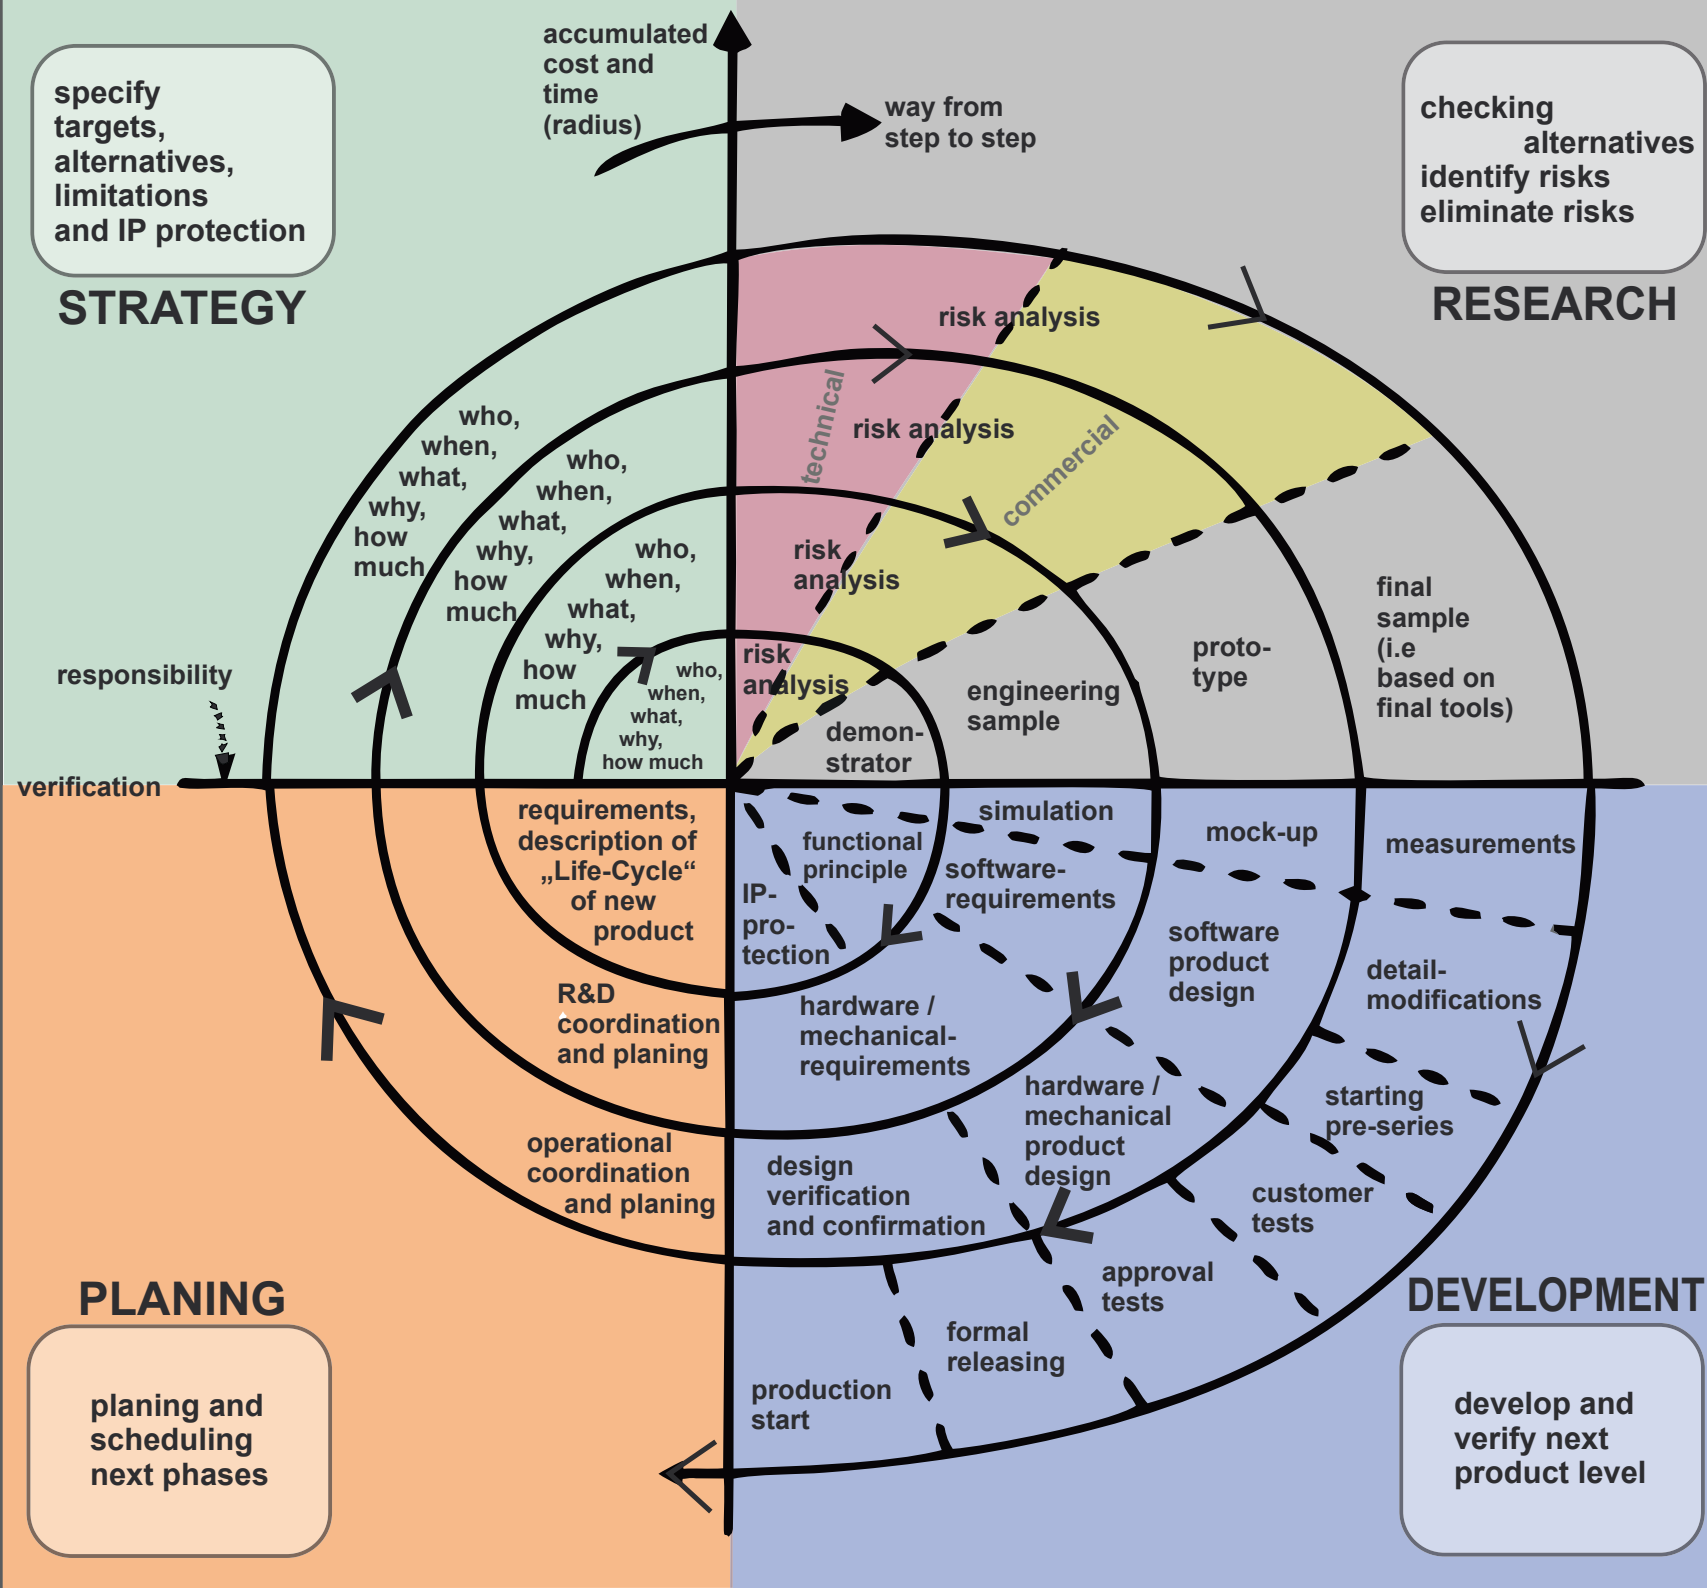 accumulated
cost and
time
(radius)
way from
step to step
specify
targets,
alternatives,
limitations
and IP protection
STRATEGY
checking
alternatives
identify risks
eliminate risks
RESEARCH
who,
when,
what,
why,
how
much
who,
when,
what,
why,
how
much
who,
when,
what,
why,
how
much
who,
when,
what,
why,
how much
technical
commercial
risk analysis
risk analysis
risk
analysis
risk
analysis
demon-
strator
engineering
sample
proto-
type
final
sample
(i.e
based on
final tools)
responsibility
verification
requirements,
description of
„Life-Cycle“
of new
product
R&D
coordination
and planing
operational
coordination
and planing
PLANING
planing and
scheduling
next phases
functional
principle
IP-
pro-
tection
simulation
software-
requirements
hardware /
mechanical-
requirements
mock-up
software
product
design
hardware /
mechanical
product
design
design
verification
and confirmation
measurements
detail-
modifications
starting
pre-series
customer
tests
approval
tests
formal
releasing
production
start
DEVELOPMENT
develop and
verify next
product level